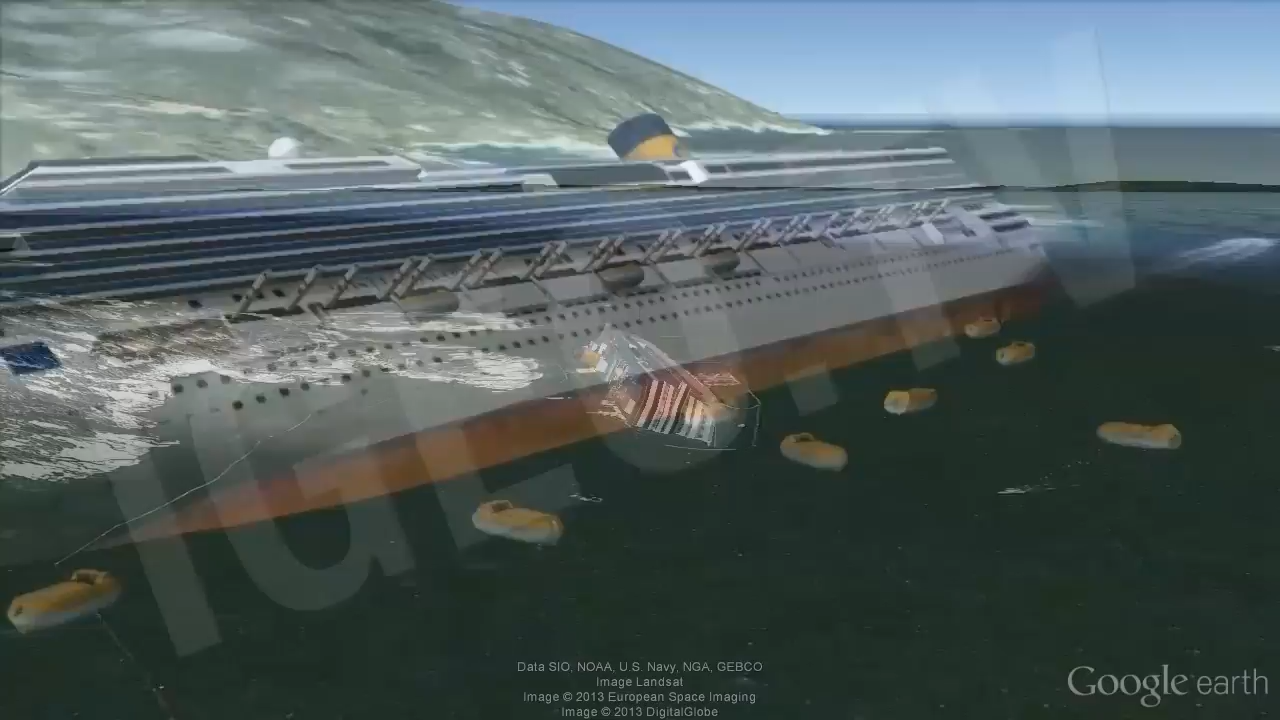 Data SIO, NOAA, U.S. Navy, NGA, GEBCO
Image Landsat
Image © 2013 European Space Imaging
Image © 2013 DigitalGlobe
Google earth